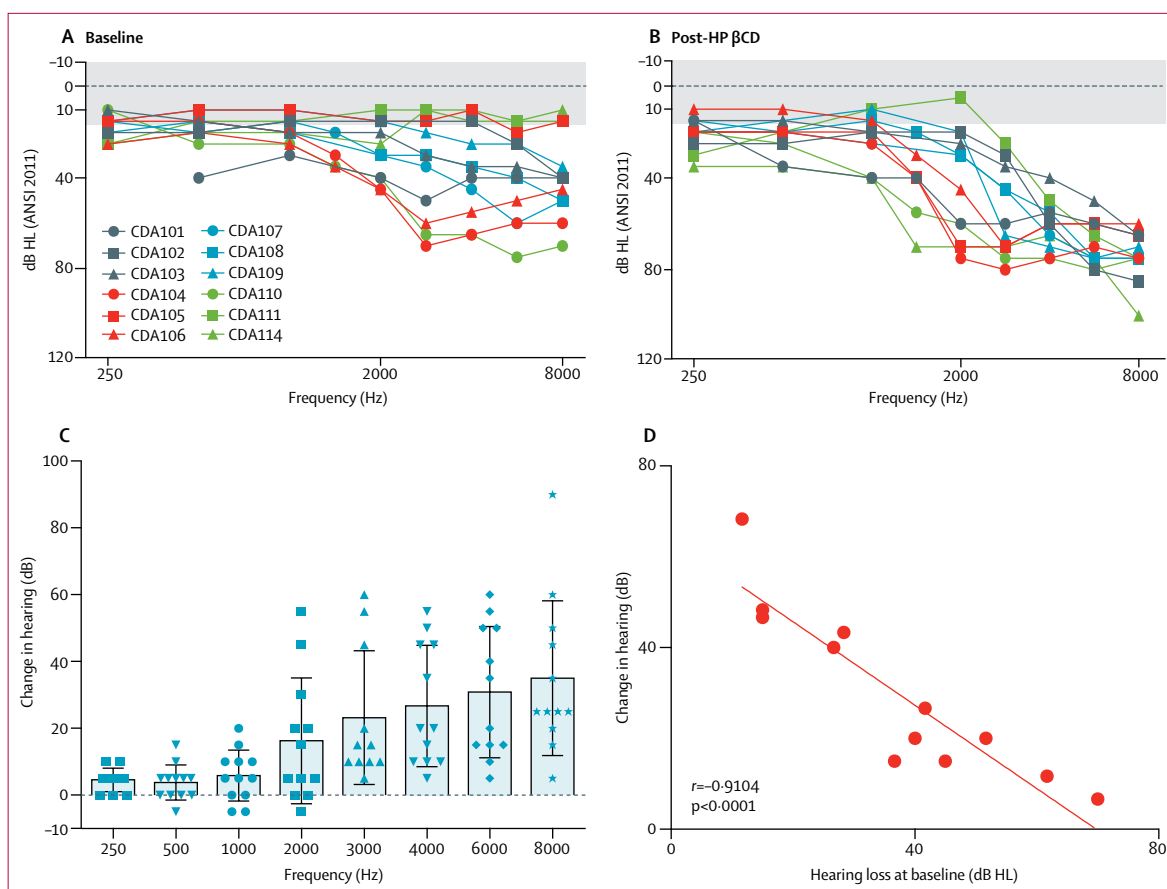 A Baseline
−10
0
10
40
80
120
dB HL (ANSI 2011)
CDA101
CDA102
CDA103
CDA104
CDA105
CDA106
CDA107
CDA108
CDA109
CDA110
CDA111
CDA114
250
2000
8000
Frequency (Hz)
B Post-HP βCD
−10
0
10
40
80
120
dB HL (ANSI 2011)
250
2000
8000
Frequency (Hz)
C
100
80
60
40
20
0
−10
Change in hearing (dB)
250 500 1000 2000 3000 4000 6000 8000
Frequency (Hz)
D
80
40
0
Change in hearing (dB)
r=−0·9104
p<0·0001
0
40
80
Hearing loss at baseline (dB HL)